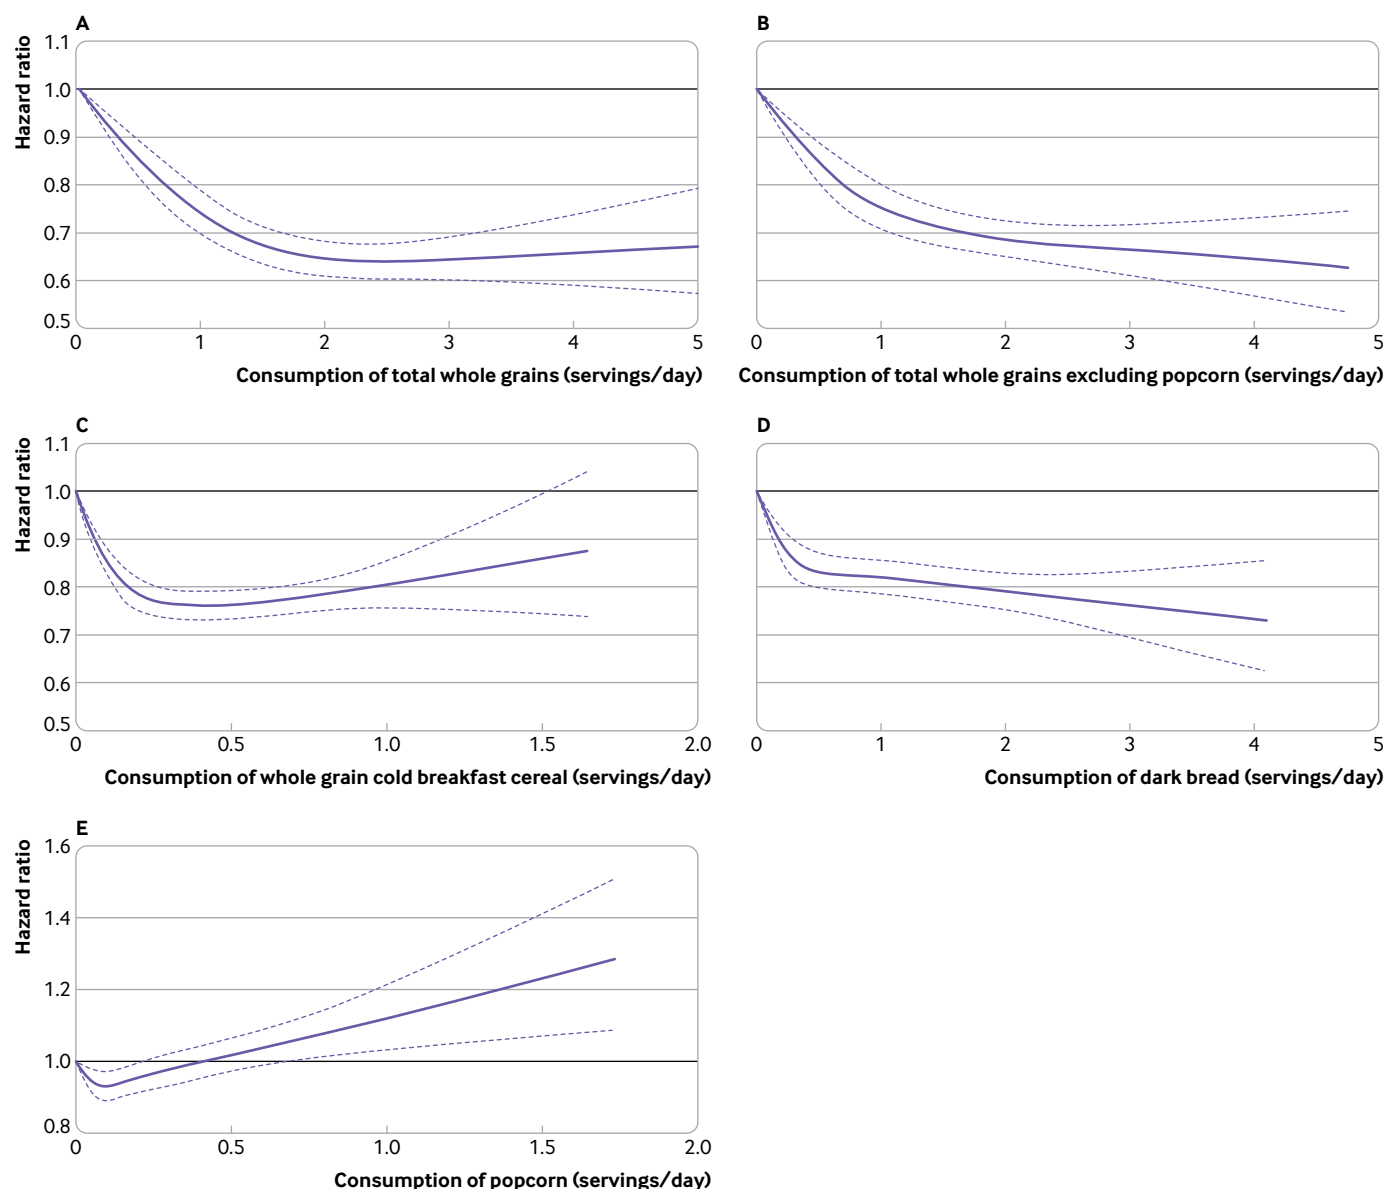 A
B
Hazard ratio
1.1
1.0
0.9
0.8
0.7
0.6
0.5
0 1 2 3 4 5
0 1 2 3 4 5
Consumption of total whole grains (servings/day)
Consumption of total whole grains excluding popcorn (servings/day)
C
D
Hazard ratio
1.1
1.0
0.9
0.8
0.7
0.6
0.5
0 0.5 1.0 1.5 2.0
0 1 2 3 4 5
Consumption of whole grain cold breakfast cereal (servings/day)
Consumption of dark bread (servings/day)
E
Hazard ratio
1.6
1.4
1.2
1.0
0.8
0 0.5 1.0 1.5 2.0
Consumption of popcorn (servings/day)